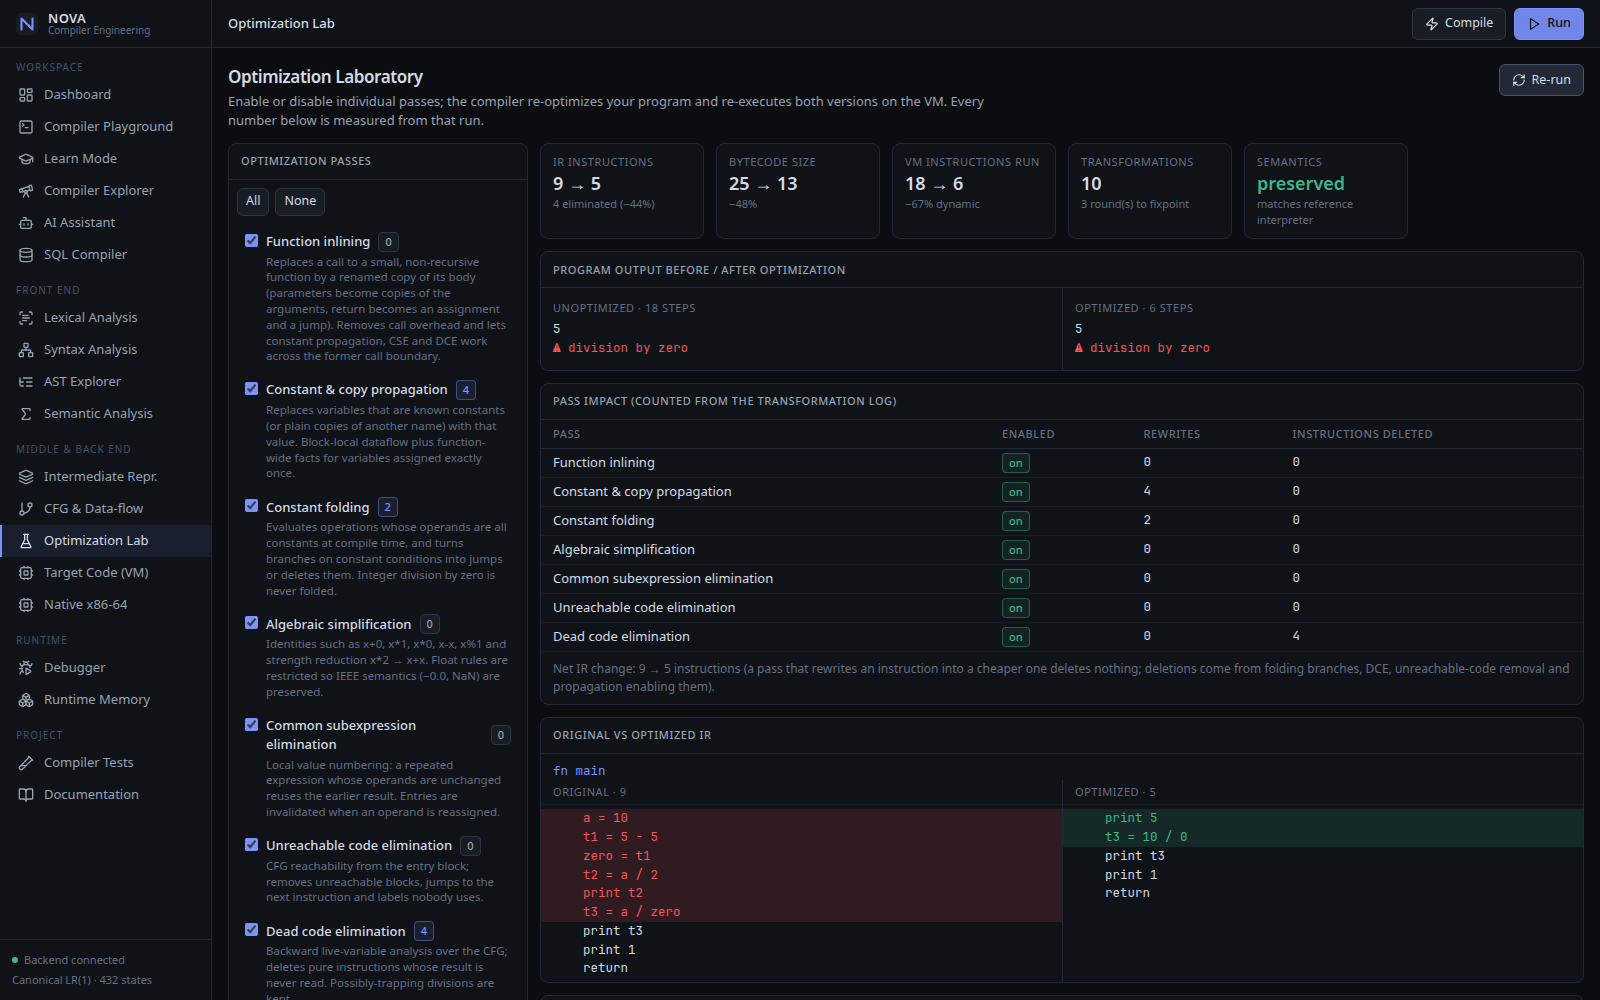 NOVA
Compiler Engineering
WORKSPACE
Dashboard
Compiler Playground
Learn Mode
Compiler Explorer
AI Assistant
SQL Compiler
FRONT END
Lexical Analysis
Syntax Analysis
AST Explorer
Semantic Analysis
MIDDLE & BACK END
Intermediate Repr.
CFG & Data-flow
Optimization Lab
Target Code (VM)
Native x86-64
RUNTIME
Debugger
Runtime Memory
PROJECT
Compiler Tests
Documentation
Backend connected
Canonical LR(1) · 432 states
Optimization Lab
Compile
Run
Optimization Laboratory
Enable or disable individual passes; the compiler re-optimizes your program and re-executes both versions on the VM. Every
number below is measured from that run.
Re-run
OPTIMIZATION PASSES
All
None
Function inlining 0
Replaces a call to a small, non-recursive
function by a renamed copy of its body
(parameters become copies of the
arguments, return becomes an assignment
and a jump). Removes call overhead and lets
constant propagation, CSE and DCE work
across the former call boundary.
Constant & copy propagation 4
Replaces variables that are known constants
(or plain copies of another name) with that
value. Block-local dataflow plus function-
wide facts for variables assigned exactly
once.
Constant folding 2
Evaluates operations whose operands are all
constants at compile time, and turns
branches on constant conditions into jumps
or deletes them. Integer division by zero is
never folded.
Algebraic simplification 0
Identities such as x+0, x*1, x*0, x-x, x%1 and
strength reduction x*2 → x+x. Float rules are
restricted so IEEE semantics (−0.0, NaN) are
preserved.
Common subexpression
elimination 0
Local value numbering: a repeated
expression whose operands are unchanged
reuses the earlier result. Entries are
invalidated when an operand is reassigned.
Unreachable code elimination 0
CFG reachability from the entry block;
removes unreachable blocks, jumps to the
next instruction and labels nobody uses.
Dead code elimination 4
Backward live-variable analysis over the CFG;
deletes pure instructions whose result is
never read. Possibly-trapping divisions are
kept.
IR INSTRUCTIONS
9 → 5
4 eliminated (−44%)
BYTECODE SIZE
25 → 13
−48%
VM INSTRUCTIONS RUN
18 → 6
−67% dynamic
TRANSFORMATIONS
10
3 round(s) to fixpoint
SEMANTICS
preserved
matches reference
interpreter
PROGRAM OUTPUT BEFORE / AFTER OPTIMIZATION
UNOPTIMIZED · 18 STEPS
5
division by zero
OPTIMIZED · 6 STEPS
5
division by zero
PASS IMPACT (COUNTED FROM THE TRANSFORMATION LOG)
PASS ENABLED REWRITES INSTRUCTIONS DELETED
Function inlining on 0 0
Constant & copy propagation on 4 0
Constant folding on 2 0
Algebraic simplification on 0 0
Common subexpression elimination on 0 0
Unreachable code elimination on 0 0
Dead code elimination on 0 4
Net IR change: 9 → 5 instructions (a pass that rewrites an instruction into a cheaper one deletes nothing; deletions come from folding branches, DCE, unreachable-code removal and
propagation enabling them).
ORIGINAL VS OPTIMIZED IR
fn main
ORIGINAL · 9
a = 10
t1 = 5 - 5
zero = t1
t2 = a / 2
print t2
t3 = a / zero
print t3
print 1
return
OPTIMIZED · 5
print 5
t3 = 10 / 0
print t3
print 1
return